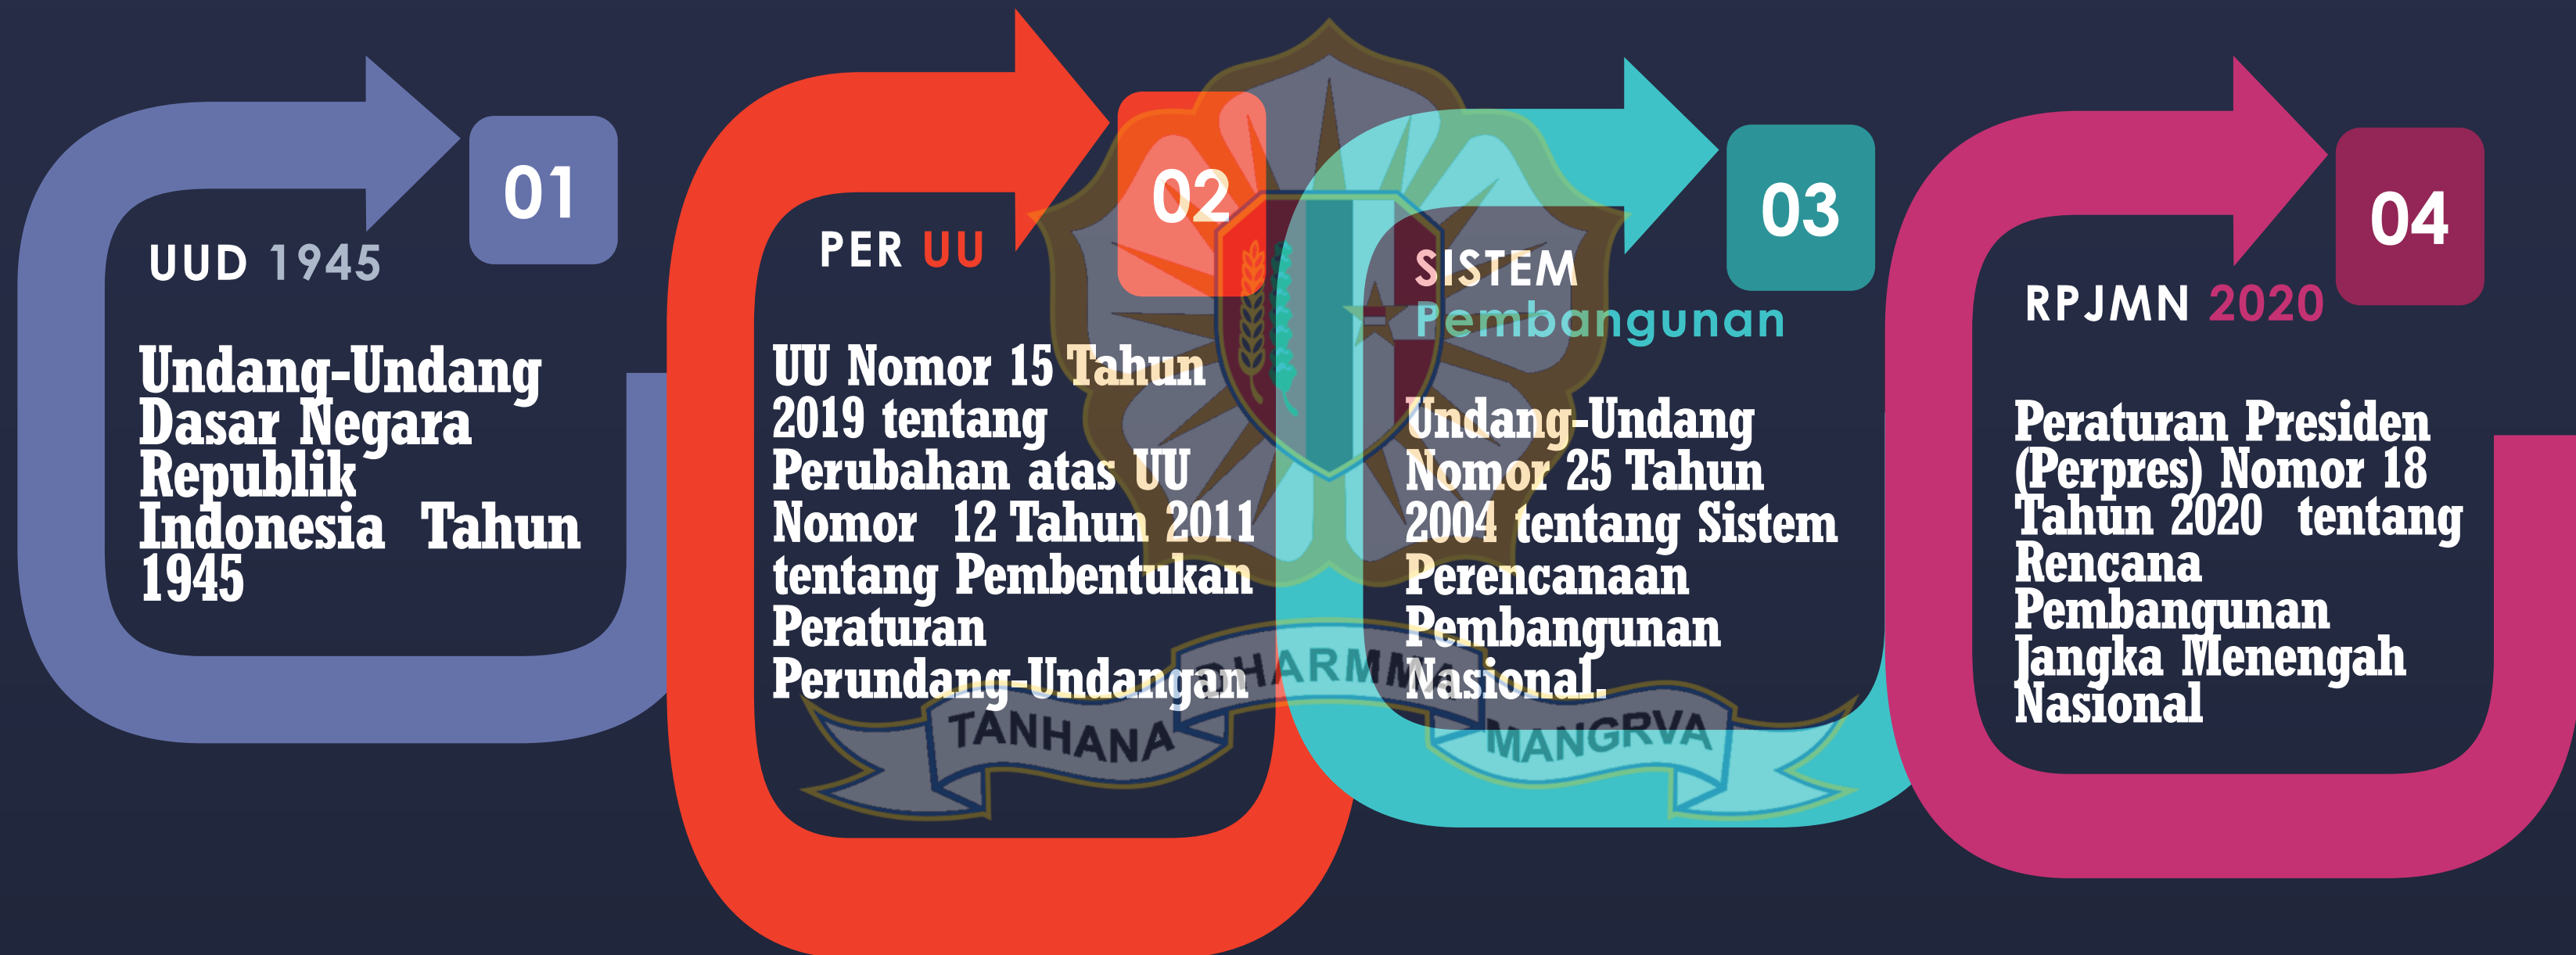 01
UUD 1945
Undang-Undang
Dasar Negara
Republik
Indonesia Tahun
1945
02
PER UU
UU Nomor 15 Tahun
2019 tentang
Perubahan atas UU
Nomor 12 Tahun 2011
tentang Pembentukan
Peraturan
Perundang-Undangan
03
SISTEM
Pembangunan
Undang-Undang
Nomor 25 Tahun
2004 tentang Sistem
Perencanaan
Pembangunan
Nasional.
04
RPJMN 2020
Peraturan Presiden
(Perpres) Nomor 18
Tahun 2020 tentang
Rencana
Pembangunan
Jangka Menengah
Nasional
TANHANA DHARMMA MANGRVA